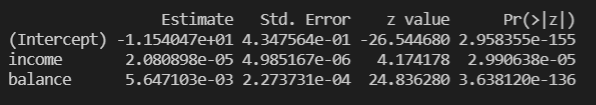 Estimate Std. Error z value Pr(>|z|)
(Intercept) -1.154047e+01 4.347564e-01 -26.544680 2.958355e-155
income 2.080898e-05 4.985167e-06 4.174178 2.990638e-05
balance 5.647103e-03 2.273731e-04 24.836280 3.638120e-136